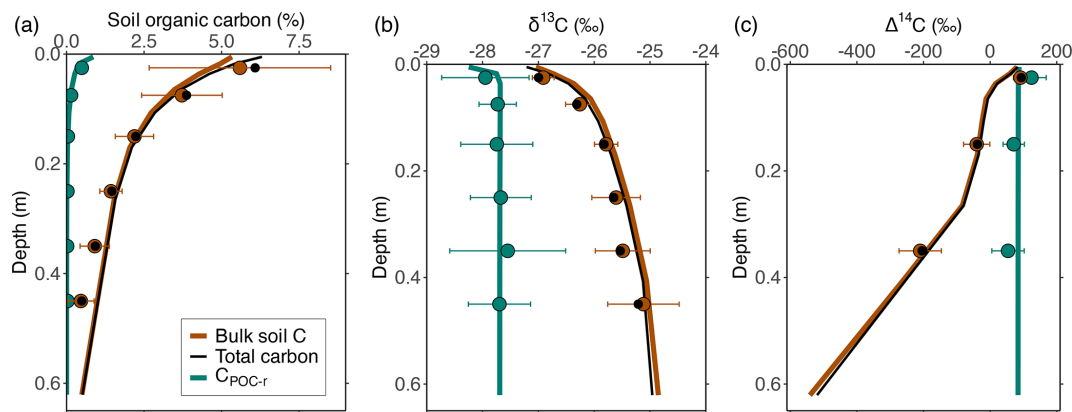 (a) Soil organic carbon (%)
0.0 2.5 5.0 7.5
0.0
0.2
0.4
0.6
Depth (m)
Bulk soil C
Total carbon
CPOC-r
(b) δ13C (‰)
-29 -28 -27 -26 -25 -24
0.0
0.2
0.4
0.6
Depth (m)
(c) Δ14C (‰)
-600 -400 -200 0 200
0.0
0.2
0.4
0.6
Depth (m)